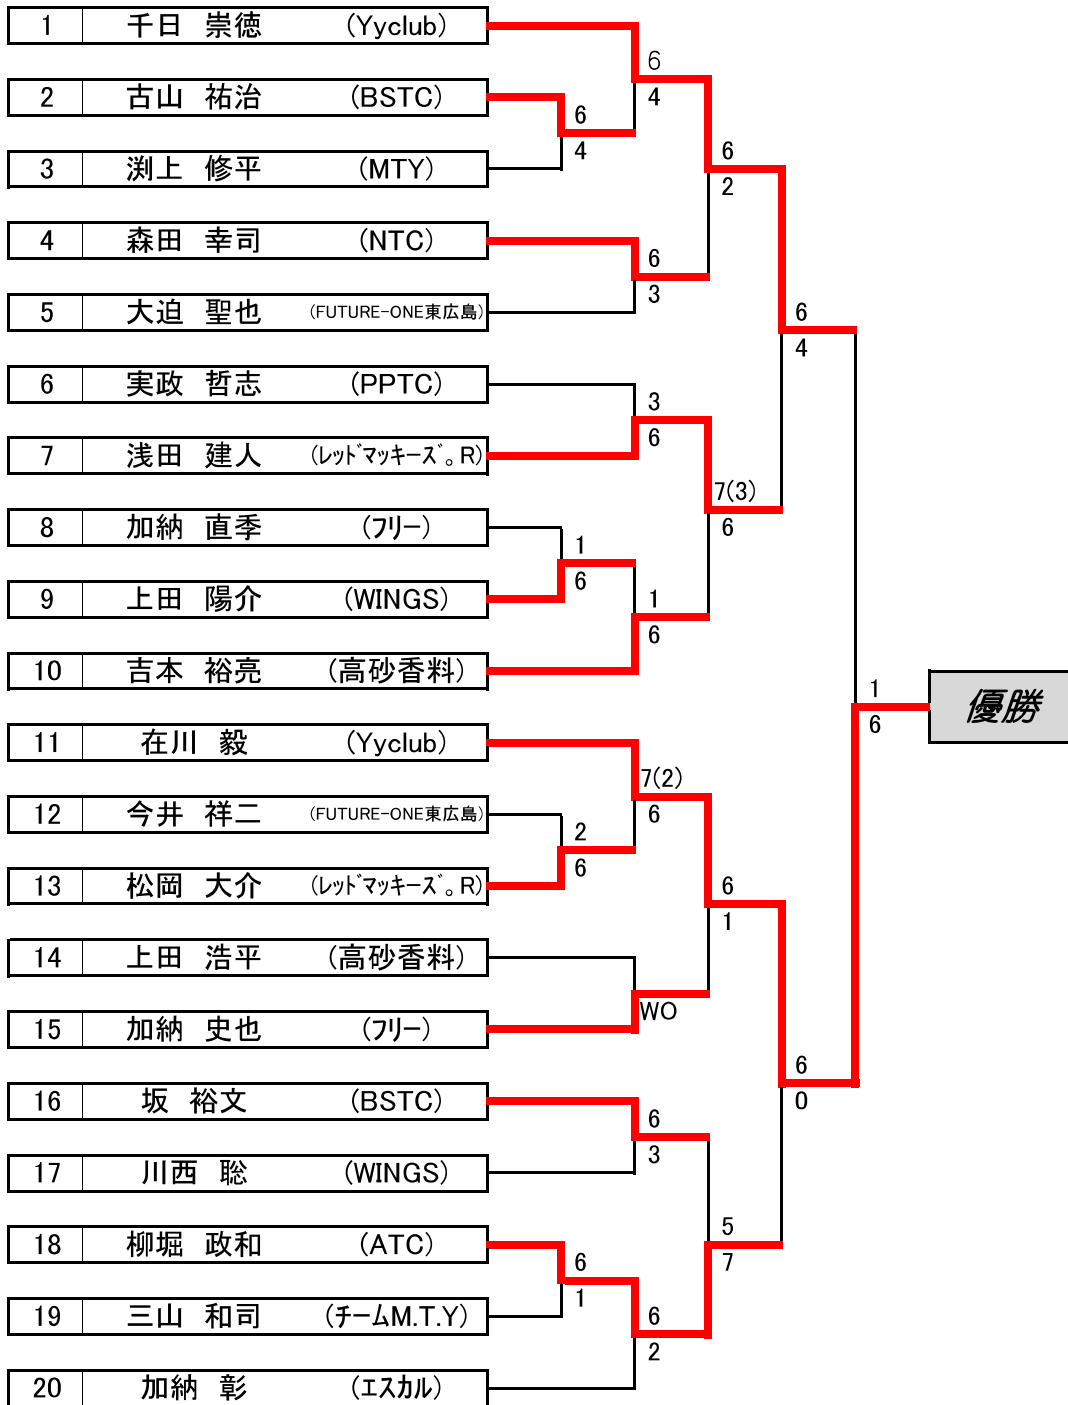 1 千日 崇徳 (Yyclub)
6
2 古山 祐治 (BSTC)
4
6
4
3 渕上 修平 (MTY)
6
2
4 森田 幸司 (NTC)
6
3
5 大迫 聖也 (FUTURE-ONE東広島)
6
4
6 実政 哲志 (PPTC)
3
6
7 浅田 建人 (ﾚｯﾄﾞﾏｯｷｰｽﾞ。R)
7(3)
6
8 加納 直季 (ﾌﾘｰ)
1
6
9 上田 陽介 (WINGS)
1
6
10 吉本 裕亮 (高砂香料)
1
優勝
6
11 在川 毅 (Yyclub)
7(2)
6
12 今井 祥二 (FUTURE-ONE東広島)
2
6
13 松岡 大介 (ﾚｯﾄﾞﾏｯｷｰｽﾞ。R)
6
1
14 上田 浩平 (高砂香料)
WO
15 加納 史也 (ﾌﾘｰ)
6
0
16 坂 裕文 (BSTC)
6
3
17 川西 聡 (WINGS)
5
7
18 柳堀 政和 (ATC)
6
1
19 三山 和司 (ﾁｰﾑM.T.Y)
6
2
20 加納 彰 (ｴｽｶﾙ)